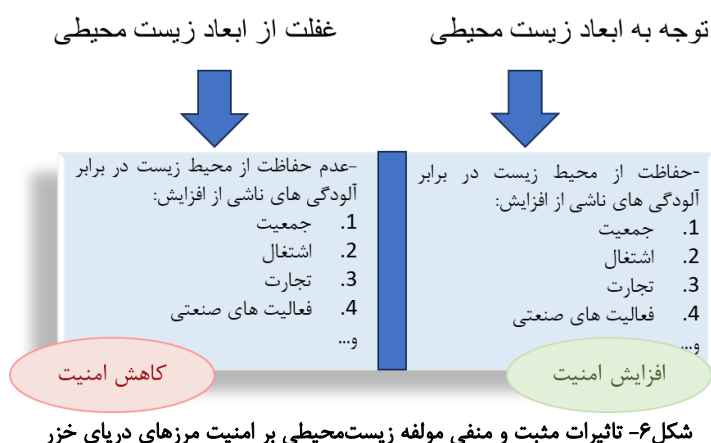 توجه به ابعاد زیست محیطی
غفلت از ابعاد زیست محیطی
-حفاظت از محیط زیست در برابر
آلودگی های ناشی از افزایش:
1. جمعیت
2. اشتغال
3. تجارت
4. فعالیت های صنعتی
و...
افزایش امنیت
-عدم حفاظت از محیط زیست در برابر
آلودگی های ناشی از افزایش:
1. جمعیت
2. اشتغال
3. تجارت
4. فعالیت های صنعتی
و...
کاهش امنیت
شکل۶- تاثیرات مثبت و منفی مولفه زیست‌محیطی بر امنیت مرزهای دریای خزر